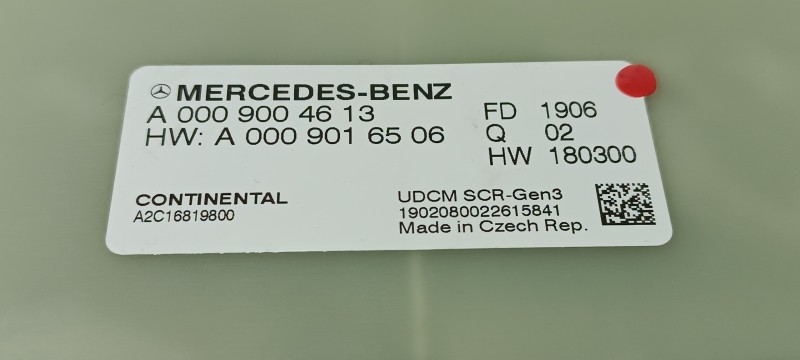 MERCEDES-BENZ
A 000 900 46 13 FD 1906
HW: A 000 901 65 06 Q 02
HW 180300
CONTINENTAL UDCM SCR-Gen3
A2C16819800 1902080022615841
Made in Czech Rep.